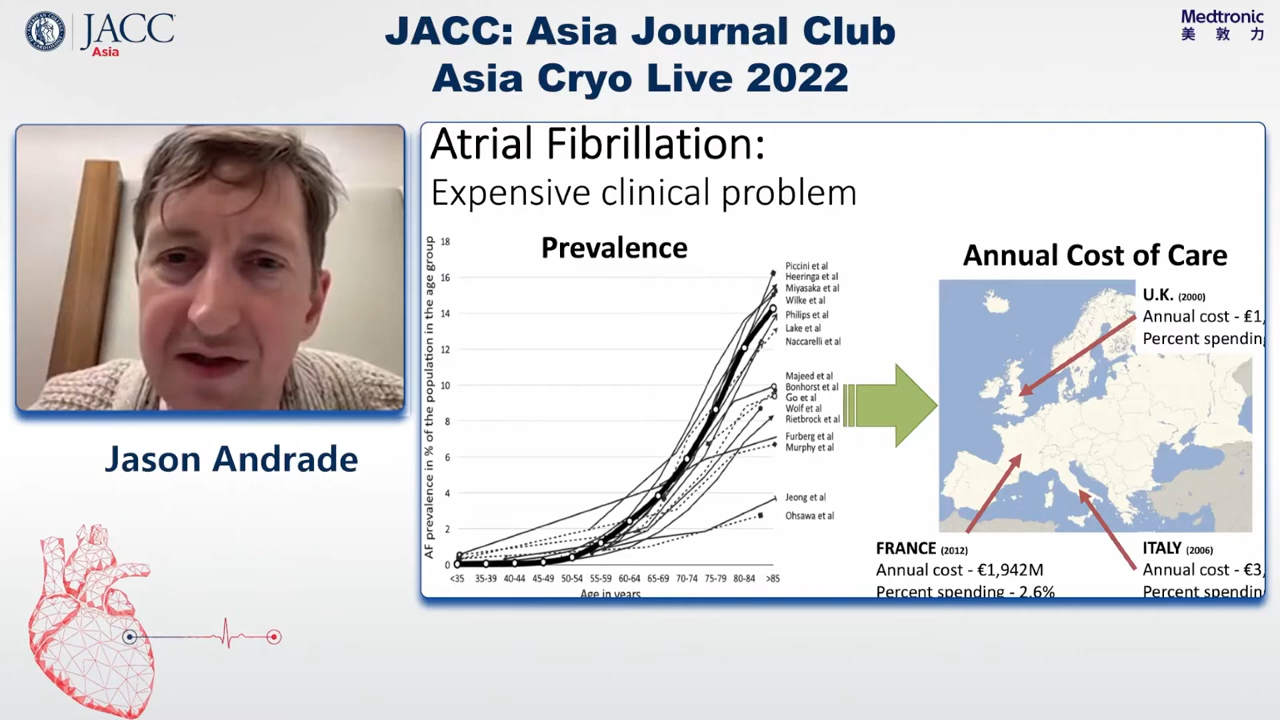 JACC
Asia
JACC: Asia Journal Club
Asia Cryo Live 2022
Medtronic
美 敦 力
Jason Andrade
Atrial Fibrillation:
Expensive clinical problem
Prevalence
AF prevalence in % of the population in the age group
18
16
14
12
10
8
6
4
2
0
<35 35-39 40-44 45-49 50-54 55-59 60-64 65-69 70-74 75-79 80-84 >85
Age in years
Piccini et al
Heeringa et al
Miyasaka et al
Wilke et al
Philips et al
Lake et al
Naccarelli et al
Majeed et al
Bonhorst et al
Go et al
Wolf et al
Rietbrock et al
Furberg et al
Murphy et al
Jeong et al
Ohsawa et al
Annual Cost of Care
U.K. (2000)
Annual cost - €1,
Percent spending
FRANCE (2012)
Annual cost - €1,942M
Percent spending - 2.6%
ITALY (2006)
Annual cost - €3,
Percent spending